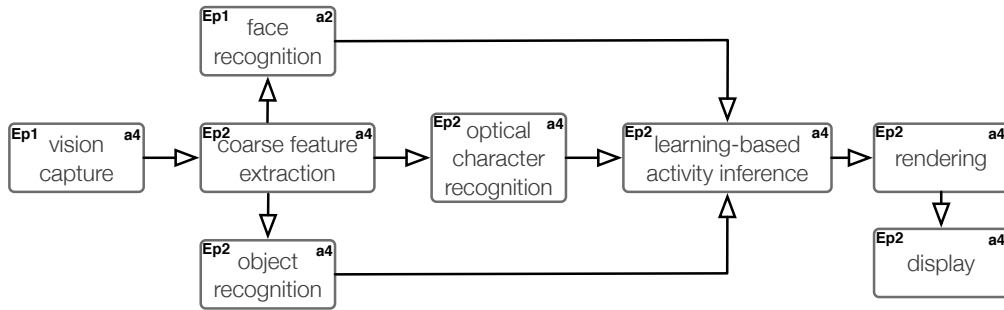 Ep1 a2
face
recognition
Ep1 a4
vision
capture
Ep2 a4
coarse feature
extraction
Ep2 a4
optical
character
recognition
Ep2 a4
learning-based
activity inference
Ep2 a4
rendering
Ep2 a4
object
recognition
Ep2 a4
display